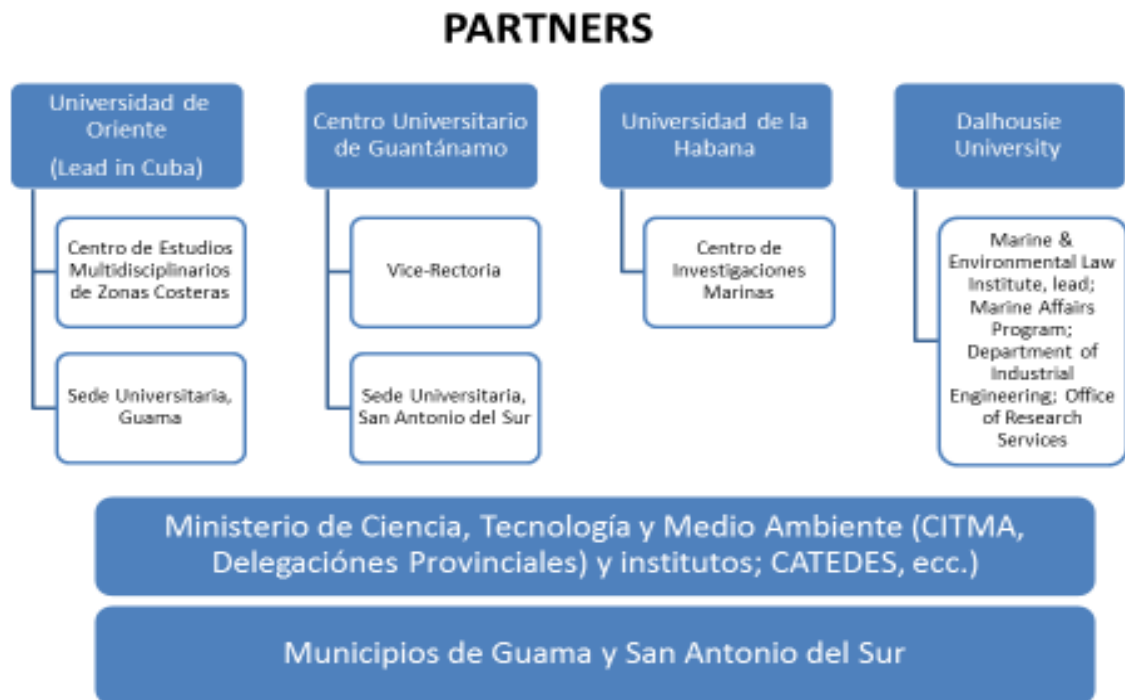 PARTNERS
Universidad de
Oriente
(Lead in Cuba)
Centro de Estudios
Multidisciplinarios
de Zonas Costeras
Sede Universitaria,
Guama
Centro Universitario
de Guantánamo
Vice-Rectoria
Sede Universitaria,
San Antonio del Sur
Universidad de la
Habana
Centro de
Investigaciones
Marinas
Dalhousie
University
Marine &
Environmental Law
Institute, lead;
Marine Affairs
Program;
Department of
Industrial
Engineering; Office
of Research
Services
Ministerio de Ciencia, Tecnología y Medio Ambiente (CITMA,
Delegaciónes Provinciales) y institutos; CATEDES, ecc.)
Municipios de Guama y San Antonio del Sur